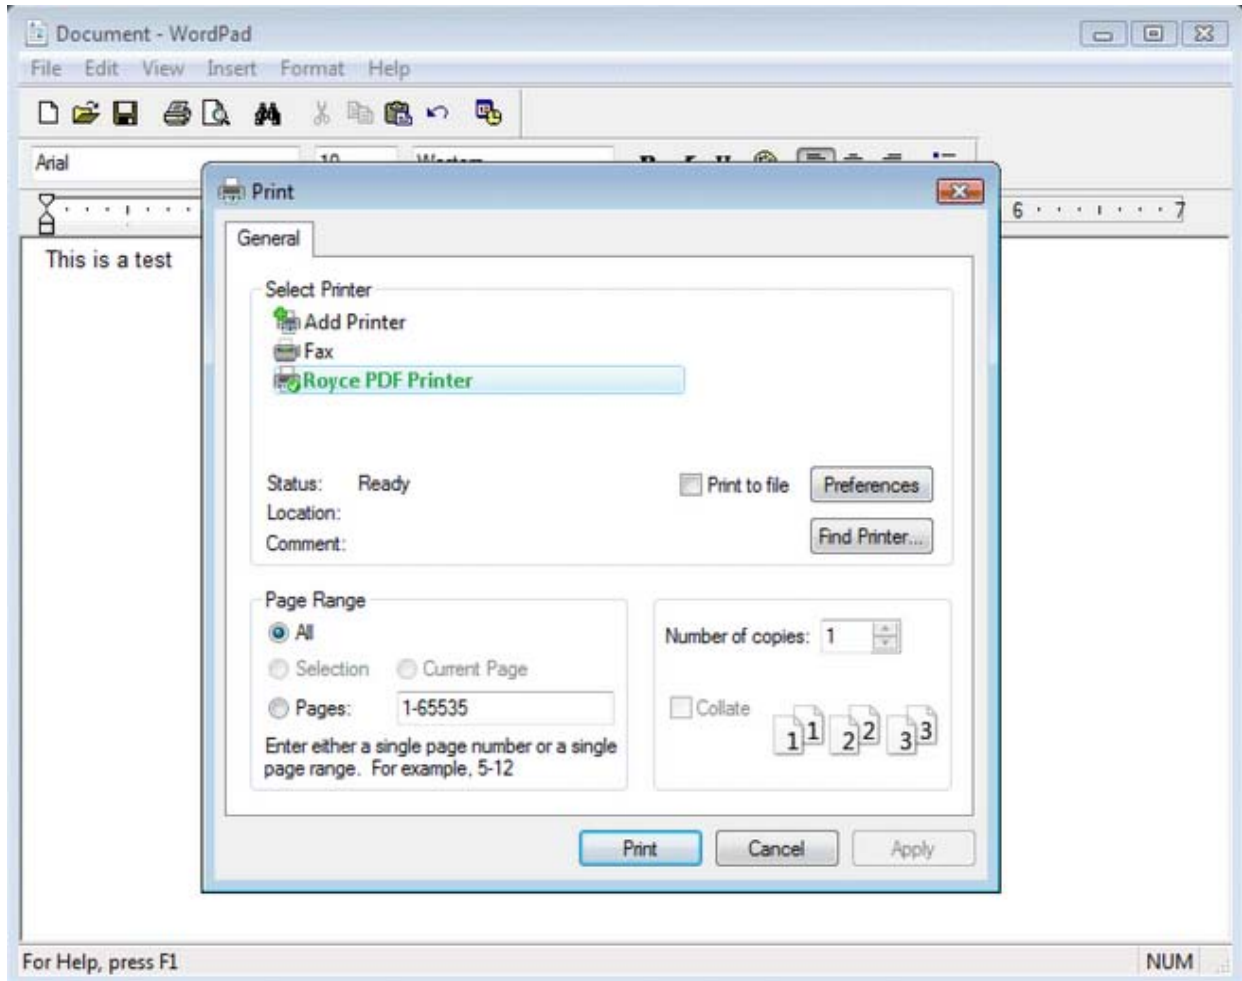 Document - WordPad
File Edit View Insert Format Help
Arial 10 Western
6 7
Print
General
This is a test
Select Printer
Add Printer
Fax
Royce PDF Printer
Status: Ready
Print to file Preferences
Location:
Comment:
Find Printer...
Page Range
All
Number of copies: 1
Selection Current Page
Pages: 1-65535
Collate
1 1 2 2 3 3
Enter either a single page number or a single
page range. For example, 5-12
Print Cancel Apply
For Help, press F1 NUM